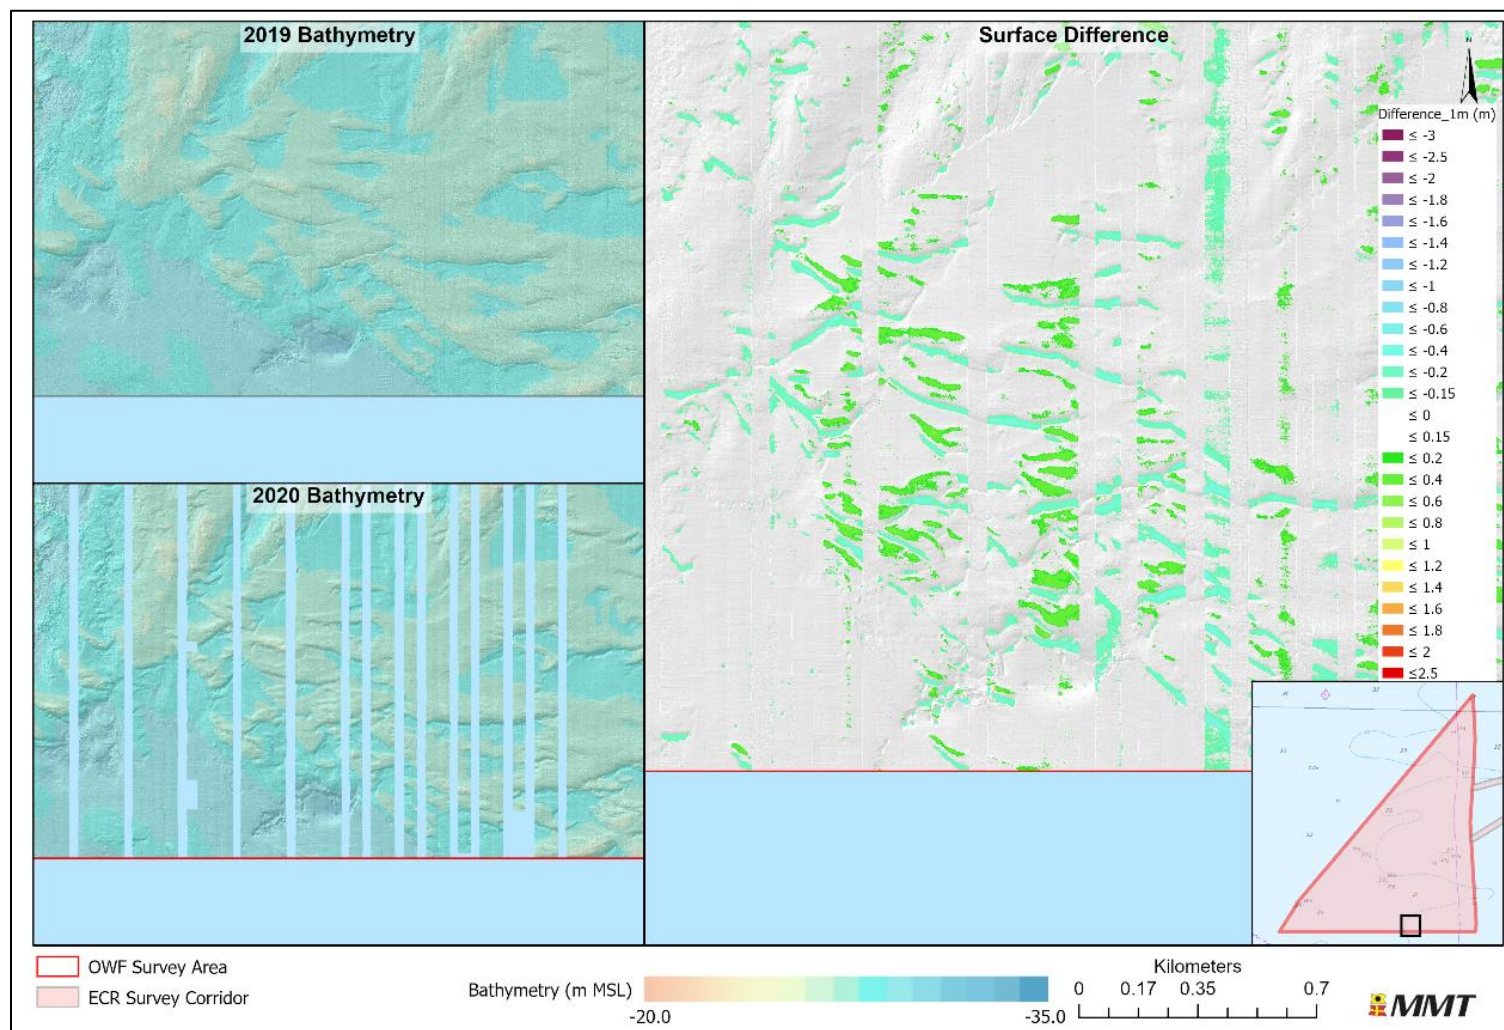 2019 Bathymetry
Surface Difference
N
Difference_1m (m)
≤ -3
≤ -2.5
≤ -2
≤ -1.8
≤ -1.6
≤ -1.4
≤ -1.2
≤ -1
≤ -0.8
≤ -0.6
≤ -0.4
≤ -0.2
≤ -0.15
≤ 0
≤ 0.15
≤ 0.2
≤ 0.4
≤ 0.6
≤ 0.8
≤ 1
≤ 1.2
≤ 1.4
≤ 1.6
≤ 1.8
≤ 2
≤2.5
2020 Bathymetry
OWF Survey Area
ECR Survey Corridor
Bathymetry (m MSL)
-20.0
-35.0
Kilometers
0 0.17 0.35 0.7
MMT